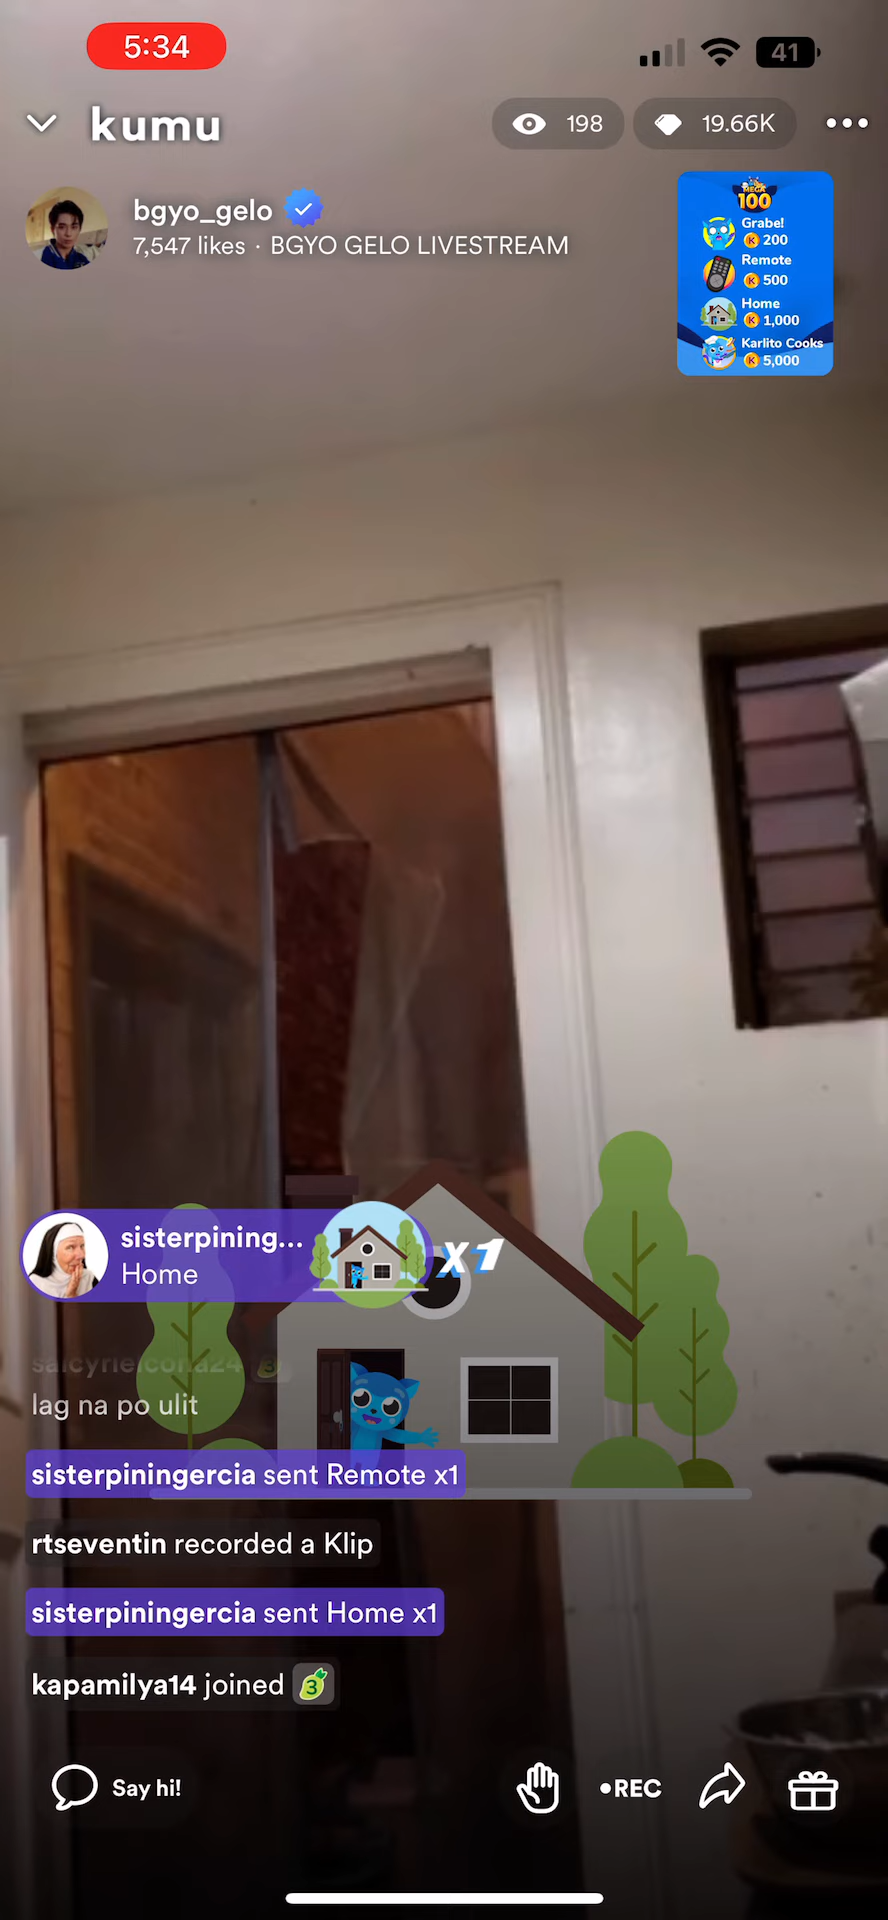 5:34
41
kumu
198
19.66K
bgyo_gelo
7,547 likes · BGYO GELO LIVESTREAM
MEGA
100
Grabe!
K 200
Remote
K 500
Home
K 1,000
Karlito Cooks
K 5,000
sisterpining...
Home
x1
3
lag na po ulit
sisterpiningercia sent Remote x1
rtseventin recorded a Klip
sisterpiningercia sent Home x1
kapamilya14 joined 3
Say hi!
•REC